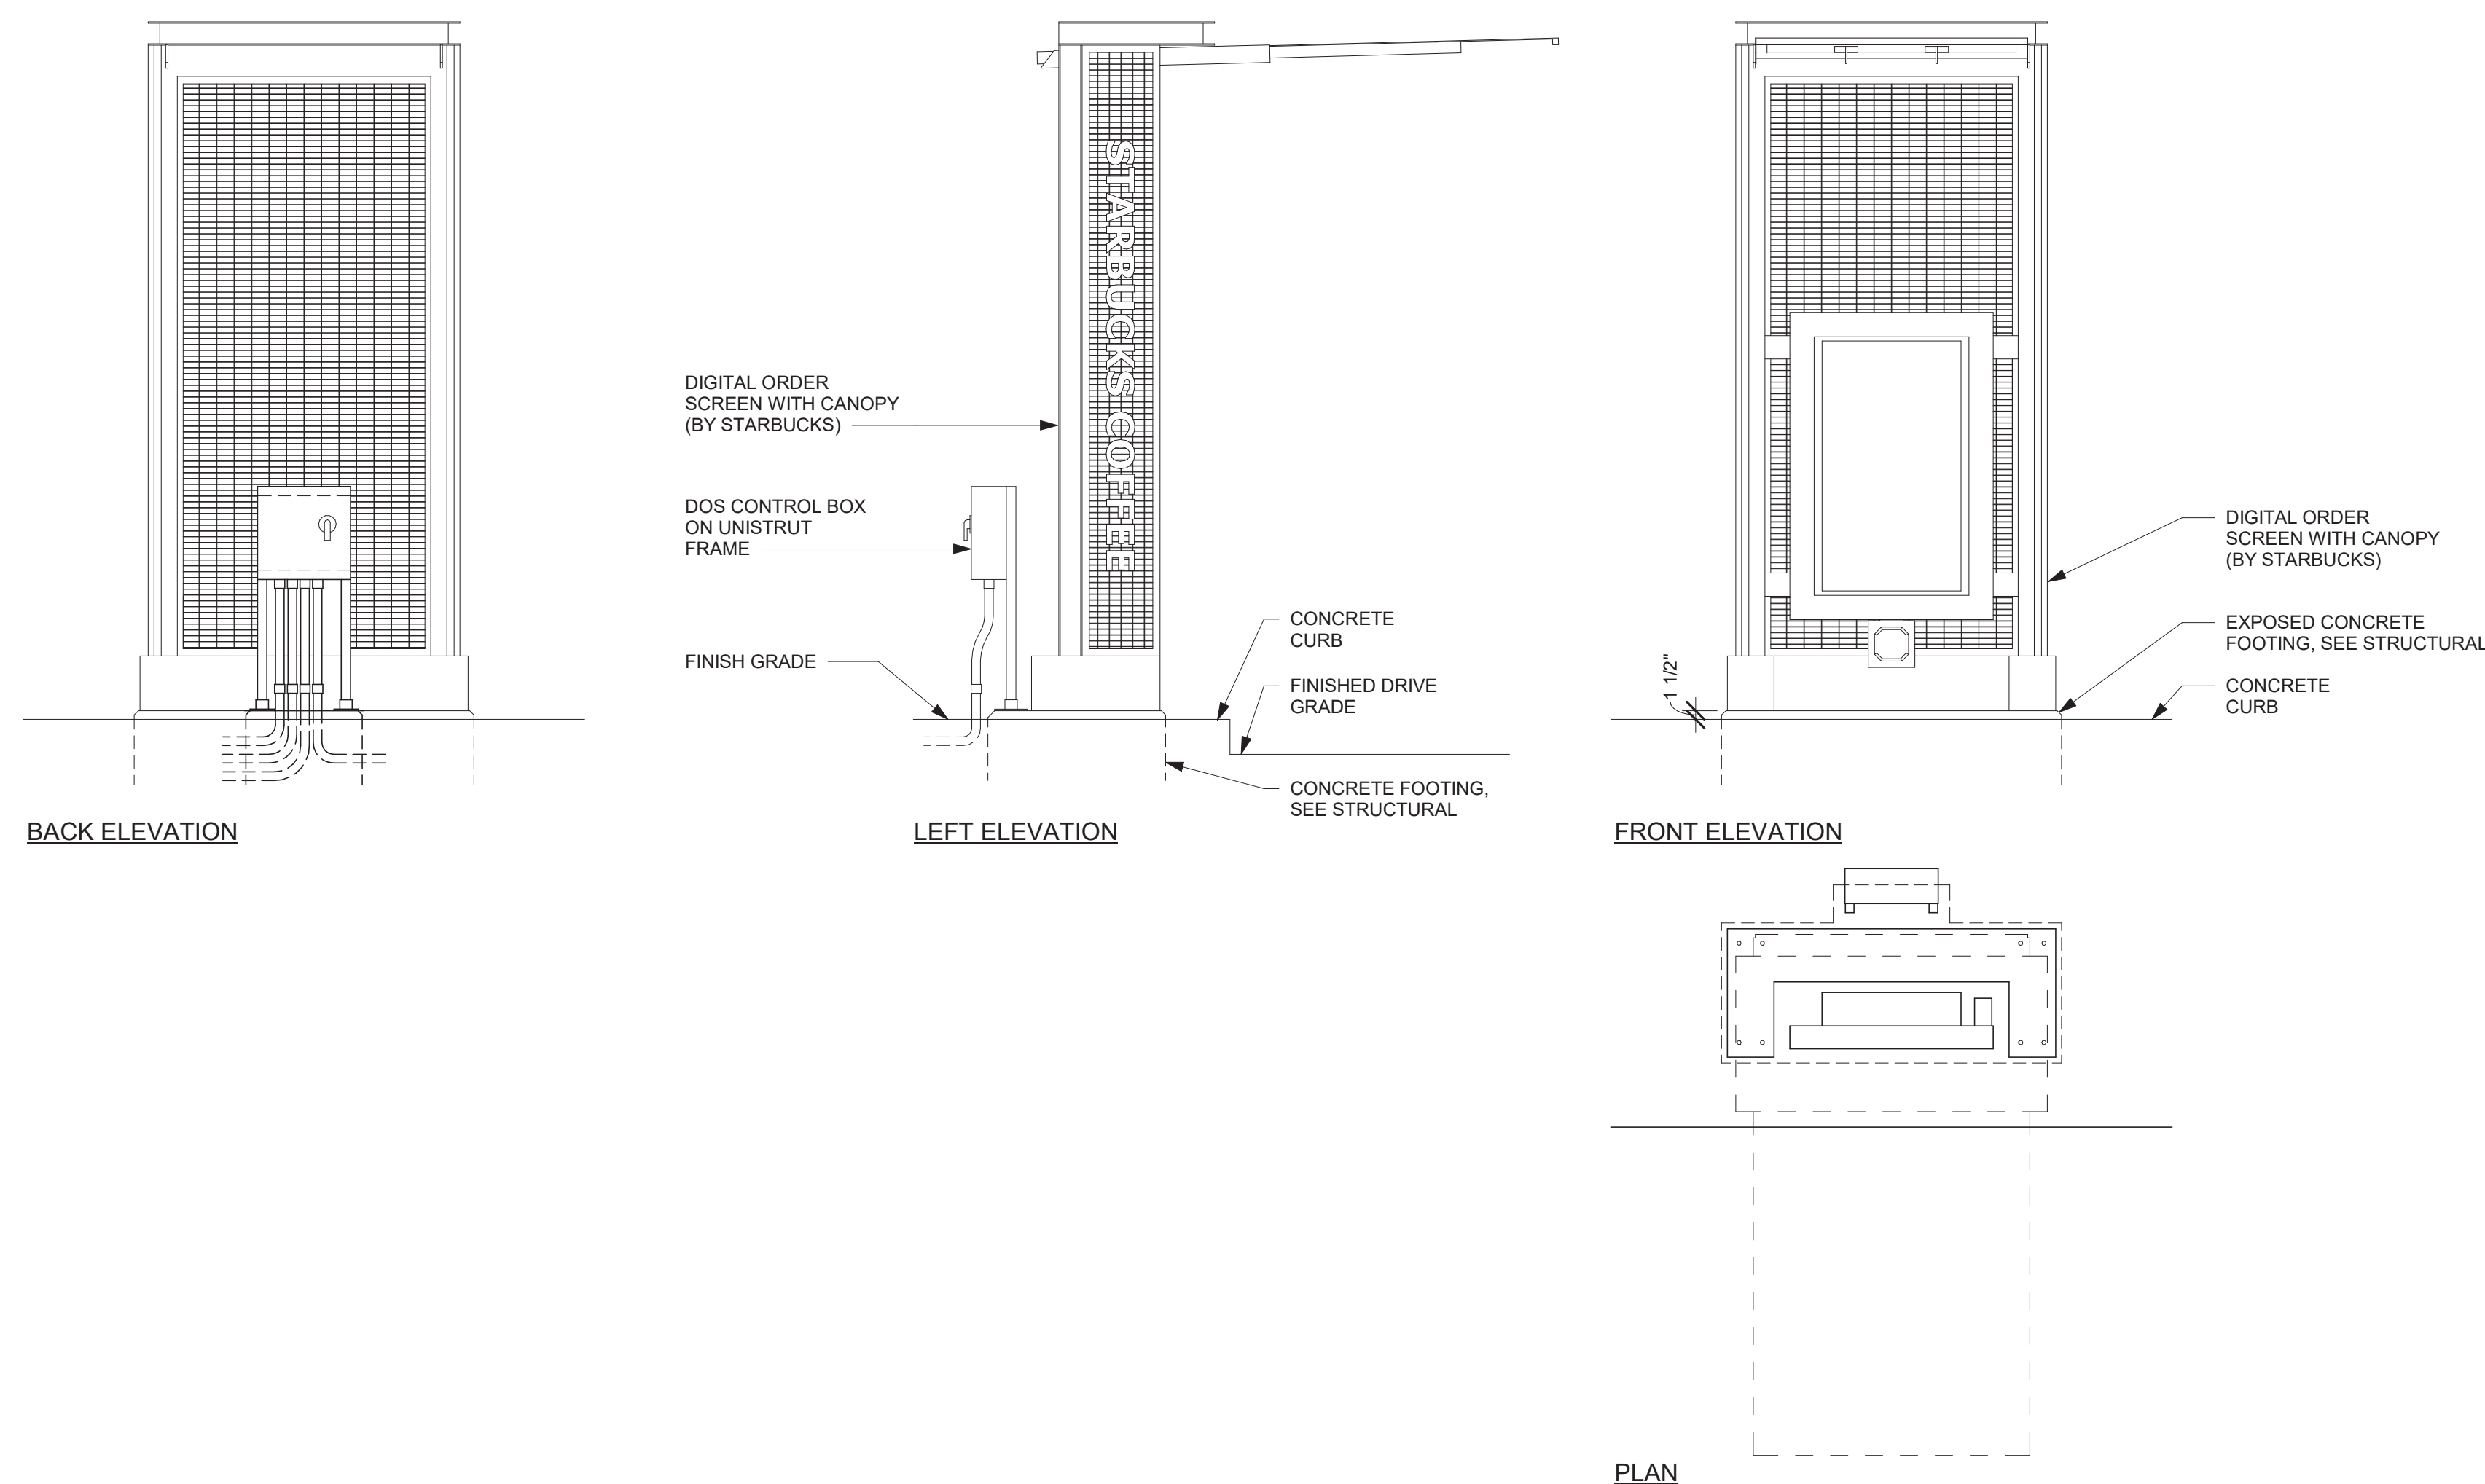 STARBUCKS COFFEE
DIGITAL ORDER
SCREEN WITH CANOPY
(BY STARBUCKS)
DOS CONTROL BOX
ON UNISTRUT
FRAME
FINISH GRADE
CONCRETE
CURB
FINISHED DRIVE
GRADE
CONCRETE FOOTING,
SEE STRUCTURAL
DIGITAL ORDER
SCREEN WITH CANOPY
(BY STARBUCKS)
EXPOSED CONCRETE
FOOTING, SEE STRUCTURAL
CONCRETE
CURB
1 1/2"
BACK ELEVATION
LEFT ELEVATION
FRONT ELEVATION
PLAN